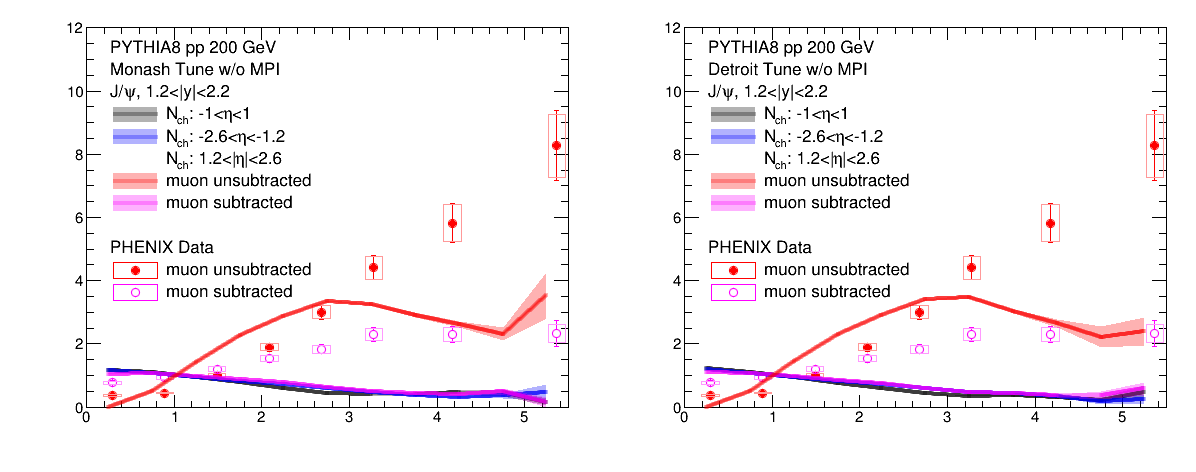 12
10
8
6
4
2
0
PYTHIA8 pp 200 GeV
Monash Tune w/o MPI
J/ψ, 1.2<|y|<2.2
N_ch: -1<η<1
N_ch: -2.6<η<-1.2
N_ch: 1.2<|η|<2.6
muon unsubtracted
muon subtracted
PHENIX Data
muon unsubtracted
muon subtracted
0 1 2 3 4 5
12
10
8
6
4
2
0
PYTHIA8 pp 200 GeV
Detroit Tune w/o MPI
J/ψ, 1.2<|y|<2.2
N_ch: -1<η<1
N_ch: -2.6<η<-1.2
N_ch: 1.2<|η|<2.6
muon unsubtracted
muon subtracted
PHENIX Data
muon unsubtracted
muon subtracted
0 1 2 3 4 5